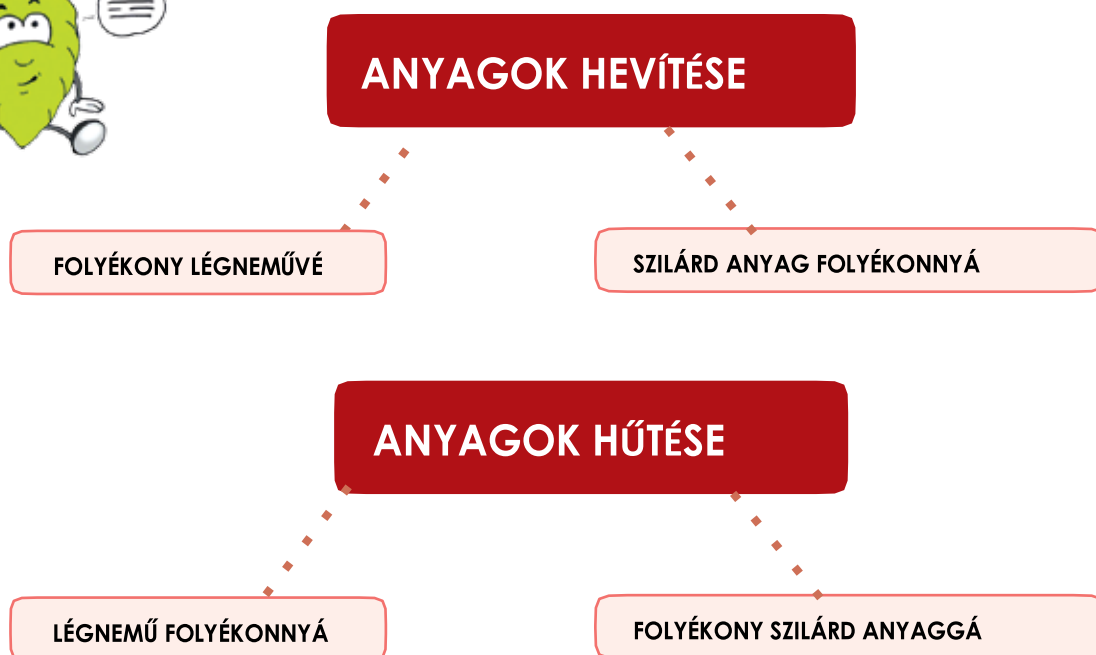 ANYAGOK HEVÍTÉSE
FOLYÉKONY LÉGNEMŰVÉ
SZILÁRD ANYAG FOLYÉKONNYÁ
ANYAGOK HŰTÉSE
LÉGNEMŰ FOLYÉKONNYÁ
FOLYÉKONY SZILÁRD ANYAGGÁ